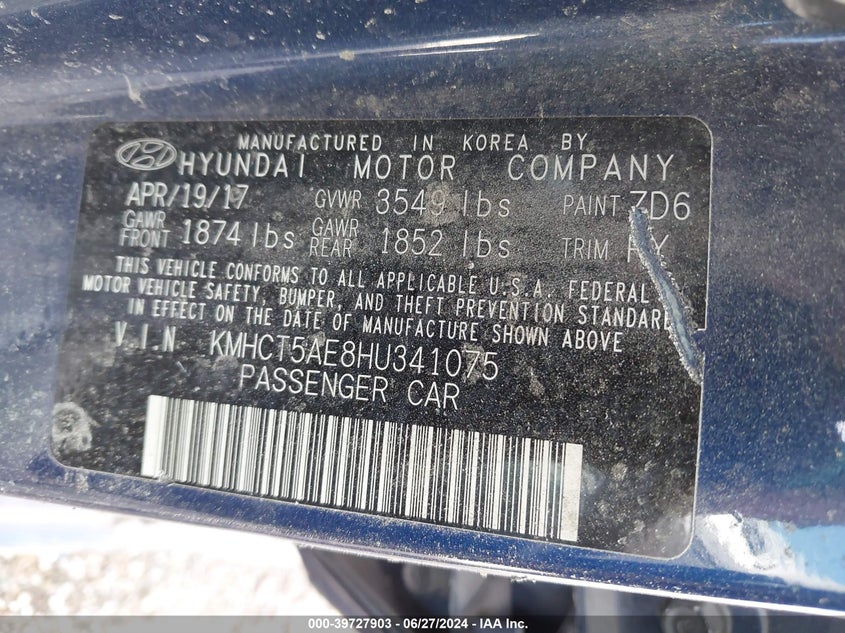 MANUFACTURED IN KOREA BY
HYUNDAI MOTOR COMPANY
APR/19/17 GVWR 3549 lbs PAINT ZD6
GAWR FRONT 1874 lbs GAWR REAR 1852 lbs TRIM
THIS VEHICLE CONFORMS TO ALL APPLICABLE U.S.A. FEDERAL
MOTOR VEHICLE SAFETY, BUMPER, AND THEFT PREVENTION STANDARD
IN EFFECT ON THE DATE OF MANUFACTURE SHOWN ABOVE
V.I.N KMHCT5AE8HU341075
PASSENGER CAR
000-39727903 - 06/27/2024 - IAA Inc.